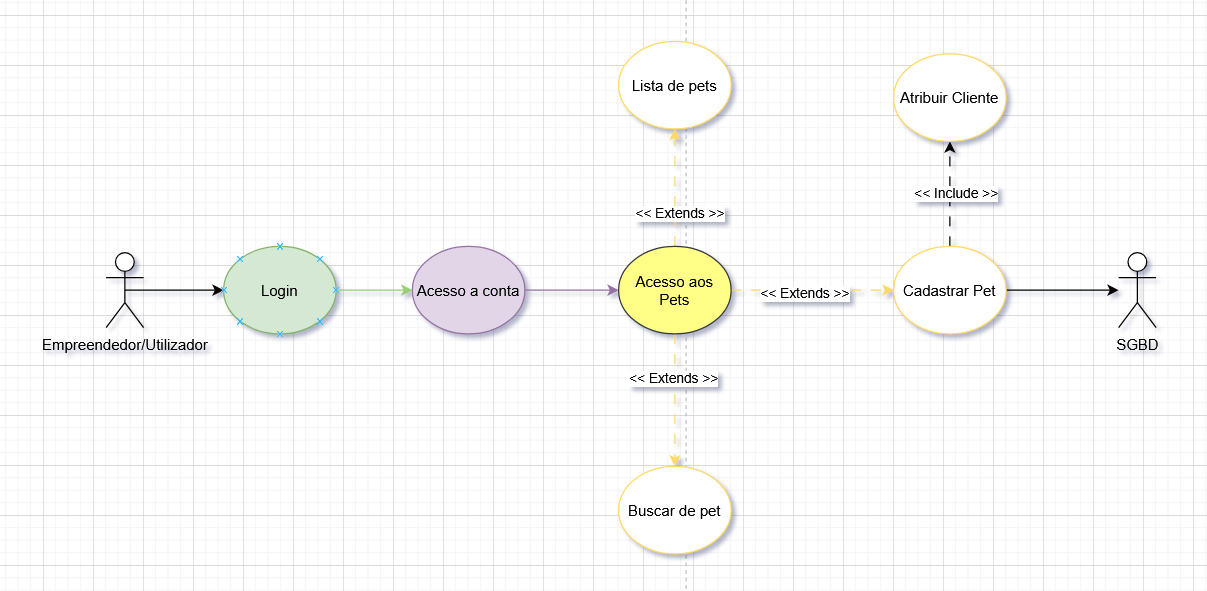 Lista de pets
Atribuir Cliente
<< Include >>
<< Extends >>
Login
Acesso a conta
Acesso aos
Pets
<< Extends >>
Cadastrar Pet
Empreendedor/Utilizador
SGBD
<< Extends >>
Buscar de pet